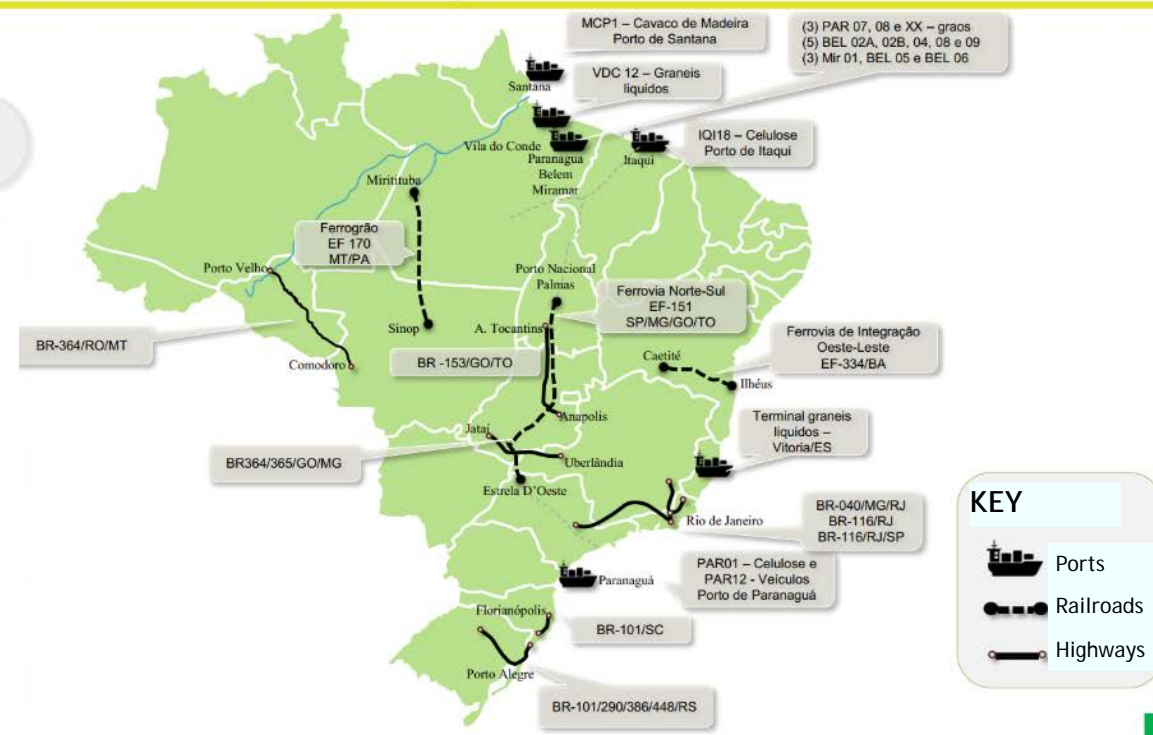 MCP1 – Cavaco de Madeira
Porto de Santana
(3) PAR 07, 08 e XX – graos
(5) BEL 02A, 02B, 04, 08 e 09
(3) Mir 01, BEL 05 e BEL 06
VDC 12 – Graneis
liquidos
Santana
IQI18 – Celulose
Porto de Itaqui
Vila do Conde
Paranagua
Belem
Miramar
Itaqui
Miritituba
Ferrogrão
EF 170
MT/PA
Porto Velho
Porto Nacional
Palmas
Ferrovia Norte-Sul
EF-151
SP/MG/GO/TO
Sinop
A. Tocantins
BR-364/RO/MT
Comodoro
BR -153/GO/TO
Caetité
Ferrovia de Integração
Oeste-Leste
EF-334/BA
Ilhéus
Anapolis
Jataí
Terminal graneis
liquidos –
Vitoria/ES
BR364/365/GO/MG
Uberlândia
Estrela D'Oeste
Rio de Janeiro
BR-040/MG/RJ
BR-116/RJ
BR-116/RJ/SP
KEY
Ports
Railroads
Highways
Paranaguá
PAR01 – Celulose e
PAR12 - Veículos
Porto de Paranaguá
Florianópolis
BR-101/SC
Porto Alegre
BR-101/290/386/448/RS